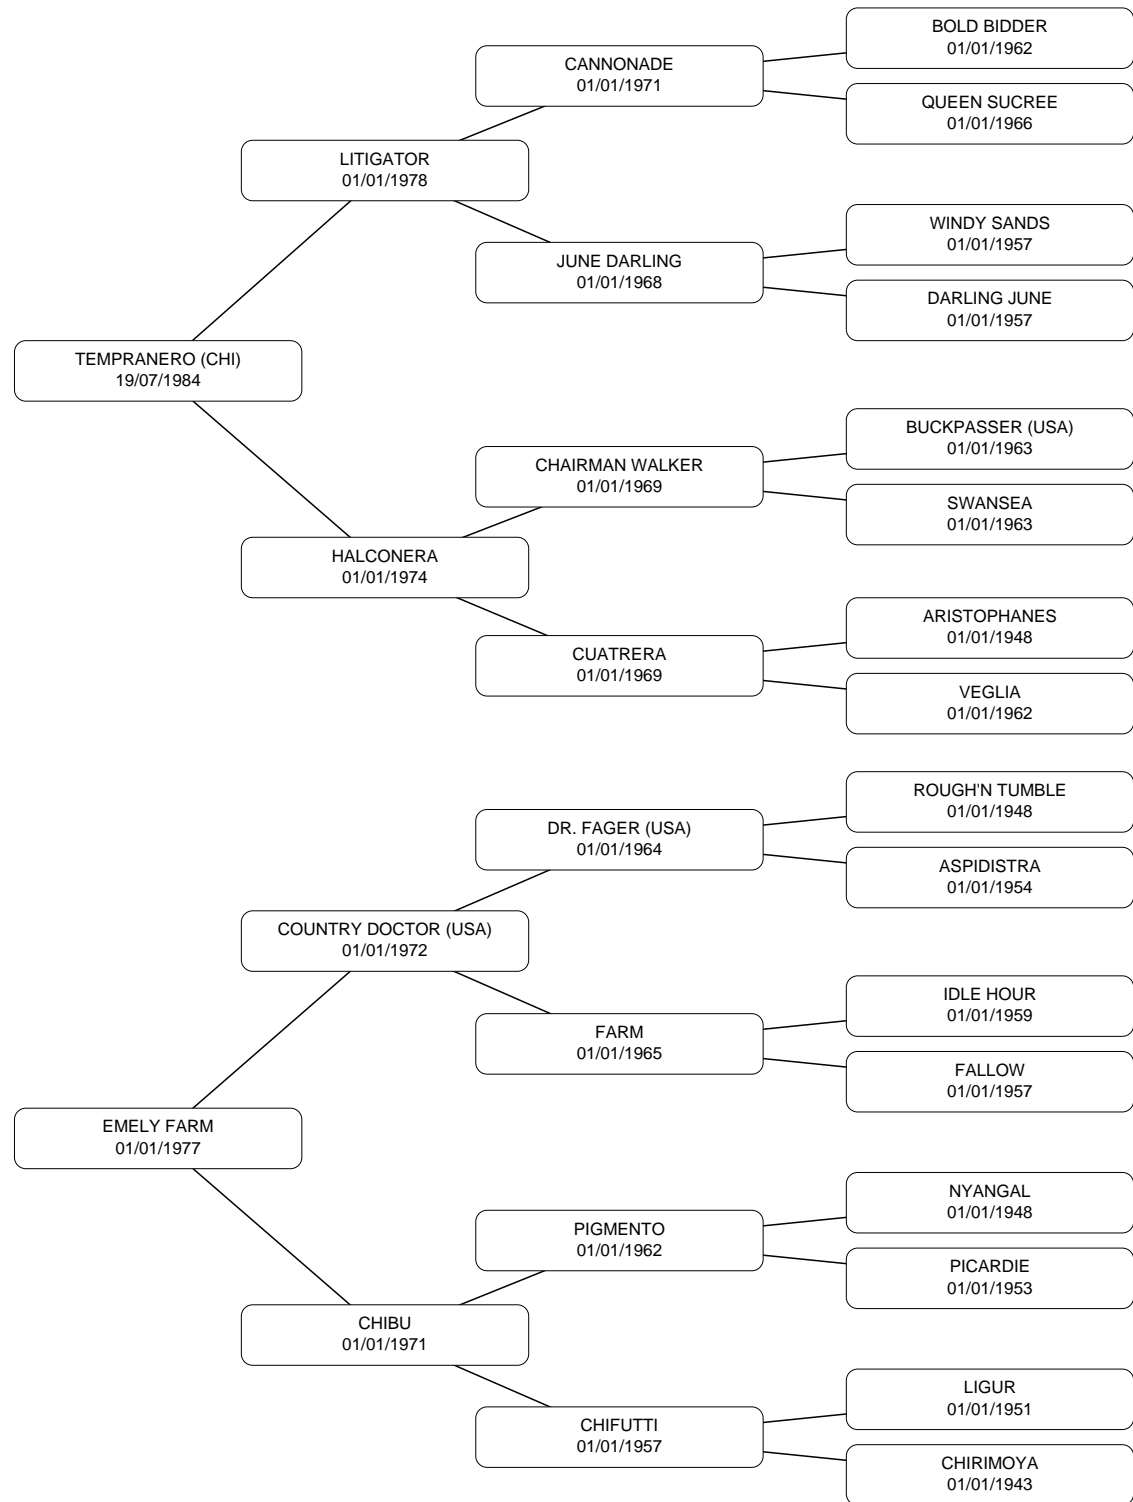 BOLD BIDDER
01/01/1962
CANNONADE
01/01/1971
QUEEN SUCREE
01/01/1966
LITIGATOR
01/01/1978
WINDY SANDS
01/01/1957
JUNE DARLING
01/01/1968
DARLING JUNE
01/01/1957
TEMPRANERO (CHI)
19/07/1984
BUCKPASSER (USA)
01/01/1963
CHAIRMAN WALKER
01/01/1969
SWANSEA
01/01/1963
HALCONERA
01/01/1974
ARISTOPHANES
01/01/1948
CUATRERA
01/01/1969
VEGLIA
01/01/1962
ROUGH'N TUMBLE
01/01/1948
DR. FAGER (USA)
01/01/1964
ASPIDISTRA
01/01/1954
COUNTRY DOCTOR (USA)
01/01/1972
IDLE HOUR
01/01/1959
FARM
01/01/1965
FALLOW
01/01/1957
EMELY FARM
01/01/1977
NYANGAL
01/01/1948
PIGMENTO
01/01/1962
PICARDIE
01/01/1953
CHIBU
01/01/1971
LIGUR
01/01/1951
CHIFUTTI
01/01/1957
CHIRIMOYA
01/01/1943